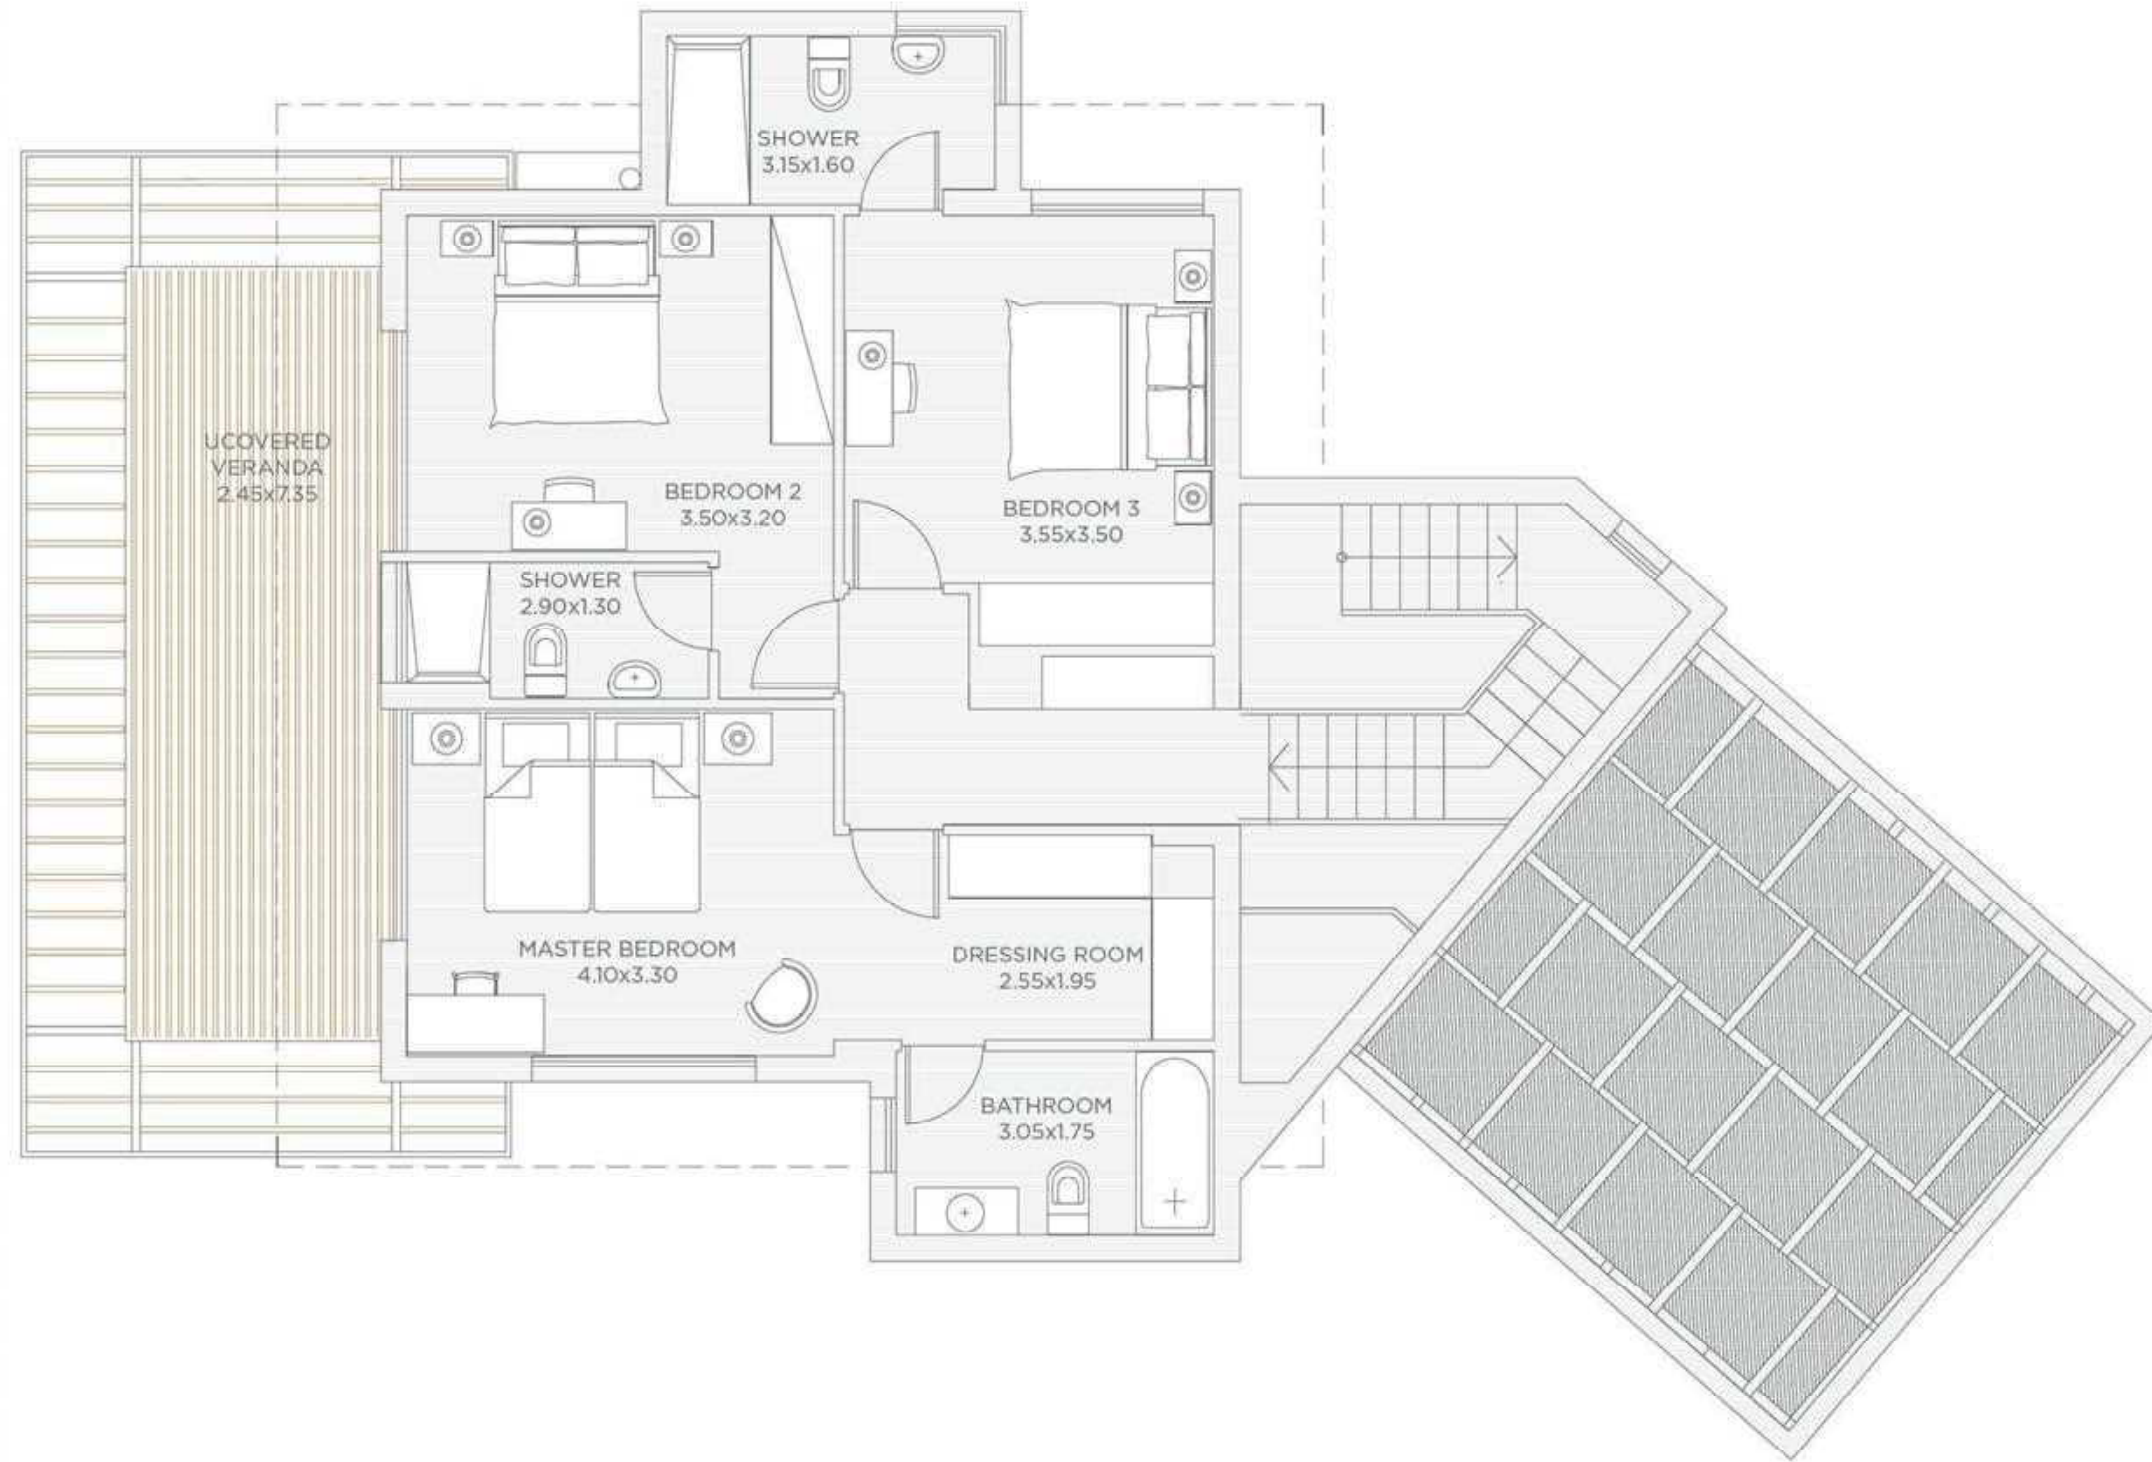 SHOWER
3.15x1.60
UCOVERED
VERANDA
2.45x7.35
BEDROOM 2
3.50x3.20
BEDROOM 3
3.55x3.50
SHOWER
2.90x1.30
MASTER BEDROOM
4.10x3.30
DRESSING ROOM
2.55x1.95
BATHROOM
3.05x1.75